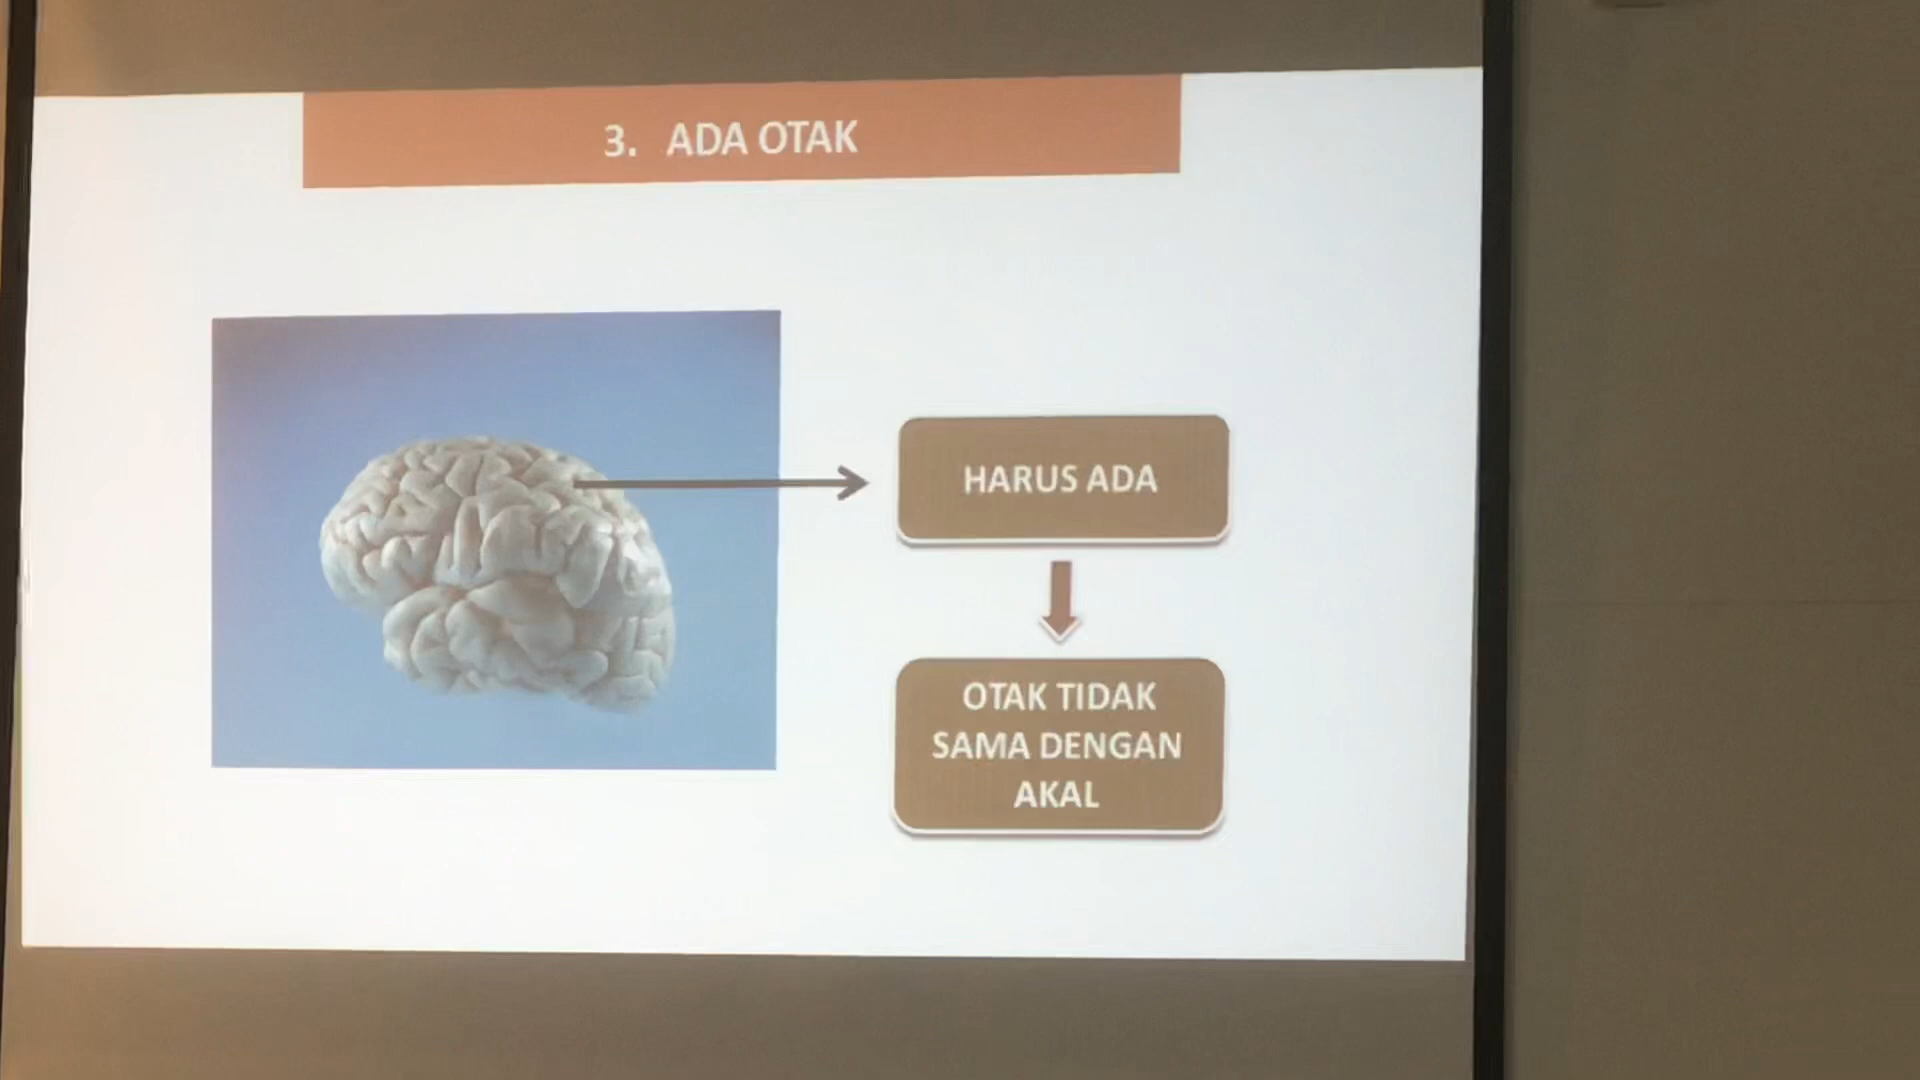 3. ADA OTAK
HARUS ADA
OTAK TIDAK
SAMA DENGAN
AKAL